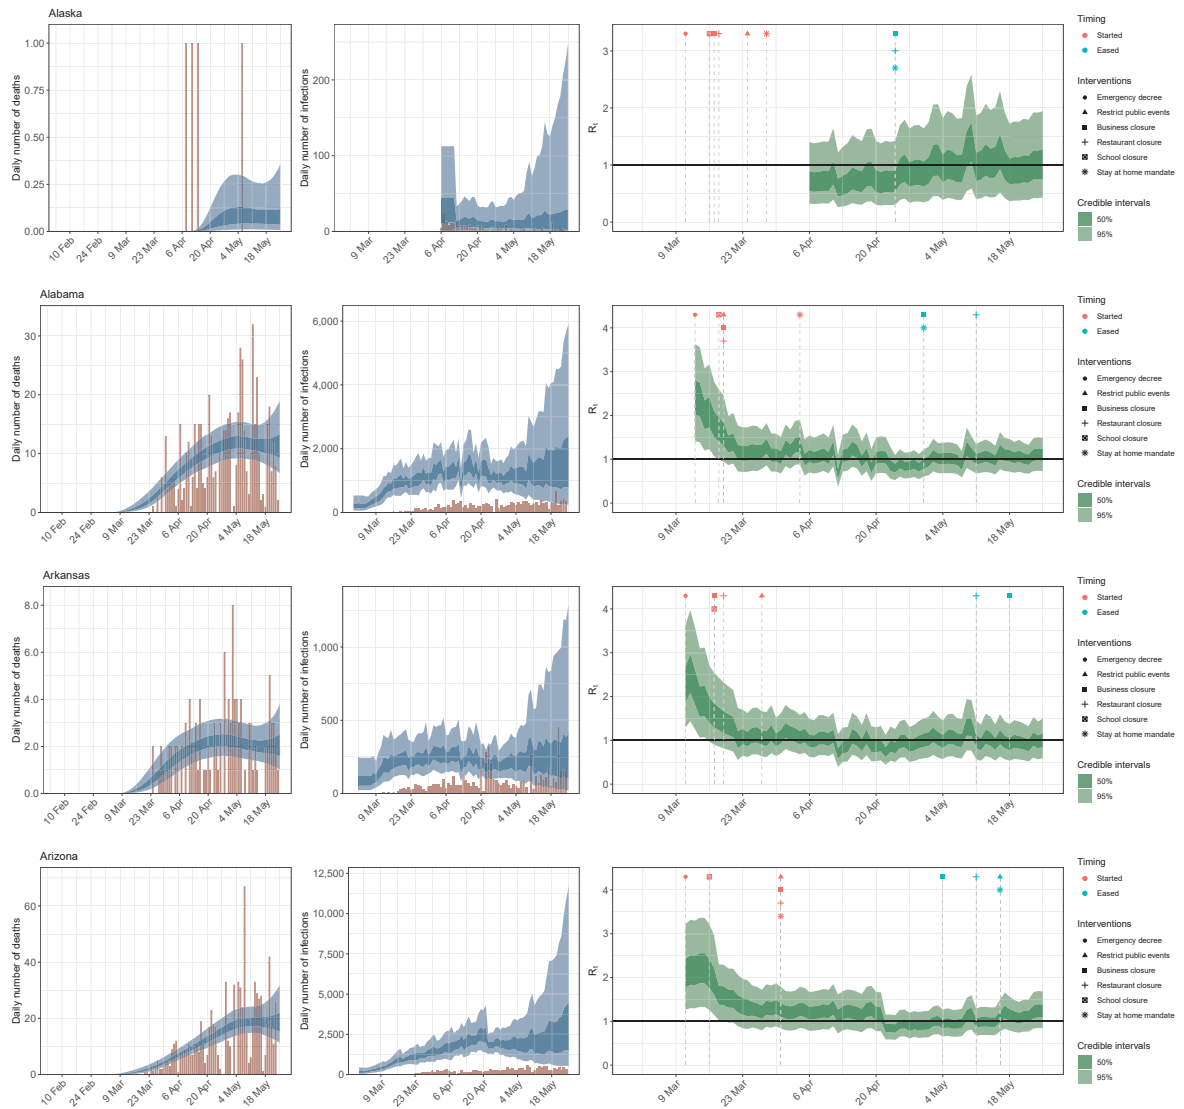 Alaska
Daily number of deaths
1.00
0.75
0.50
0.25
0.00
10 Feb
24 Feb
9 Mar
23 Mar
6 Apr
20 Apr
4 May
18 May
Daily number of infections
200
100
0
9 Mar
23 Mar
6 Apr
20 Apr
4 May
18 May
Rt
3
2
1
0
9 Mar
23 Mar
6 Apr
20 Apr
4 May
18 May
Timing
Started
Eased
Interventions
Emergency decree
Restrict public events
Business closure
Restaurant closure
School closure
Stay at home mandate
Credible intervals
50%
95%
Alabama
Daily number of deaths
30
20
10
0
10 Feb
24 Feb
9 Mar
23 Mar
6 Apr
20 Apr
4 May
18 May
Daily number of infections
6,000
4,000
2,000
0
9 Mar
23 Mar
6 Apr
20 Apr
4 May
18 May
Rt
4
3
2
1
0
9 Mar
23 Mar
6 Apr
20 Apr
4 May
18 May
Timing
Started
Eased
Interventions
Emergency decree
Restrict public events
Business closure
Restaurant closure
School closure
Stay at home mandate
Credible intervals
50%
95%
Arkansas
Daily number of deaths
8.0
6.0
4.0
2.0
0.0
10 Feb
24 Feb
9 Mar
23 Mar
6 Apr
20 Apr
4 May
18 May
Daily number of infections
1,000
500
0
9 Mar
23 Mar
6 Apr
20 Apr
4 May
18 May
Rt
4
3
2
1
0
9 Mar
23 Mar
6 Apr
20 Apr
4 May
18 May
Timing
Started
Eased
Interventions
Emergency decree
Restrict public events
Business closure
Restaurant closure
School closure
Stay at home mandate
Credible intervals
50%
95%
Arizona
Daily number of deaths
60
40
20
0
10 Feb
24 Feb
9 Mar
23 Mar
6 Apr
20 Apr
4 May
18 May
Daily number of infections
12,500
10,000
7,500
5,000
2,500
0
9 Mar
23 Mar
6 Apr
20 Apr
4 May
18 May
Rt
4
3
2
1
0
9 Mar
23 Mar
6 Apr
20 Apr
4 May
18 May
Timing
Started
Eased
Interventions
Emergency decree
Restrict public events
Business closure
Restaurant closure
School closure
Stay at home mandate
Credible intervals
50%
95%